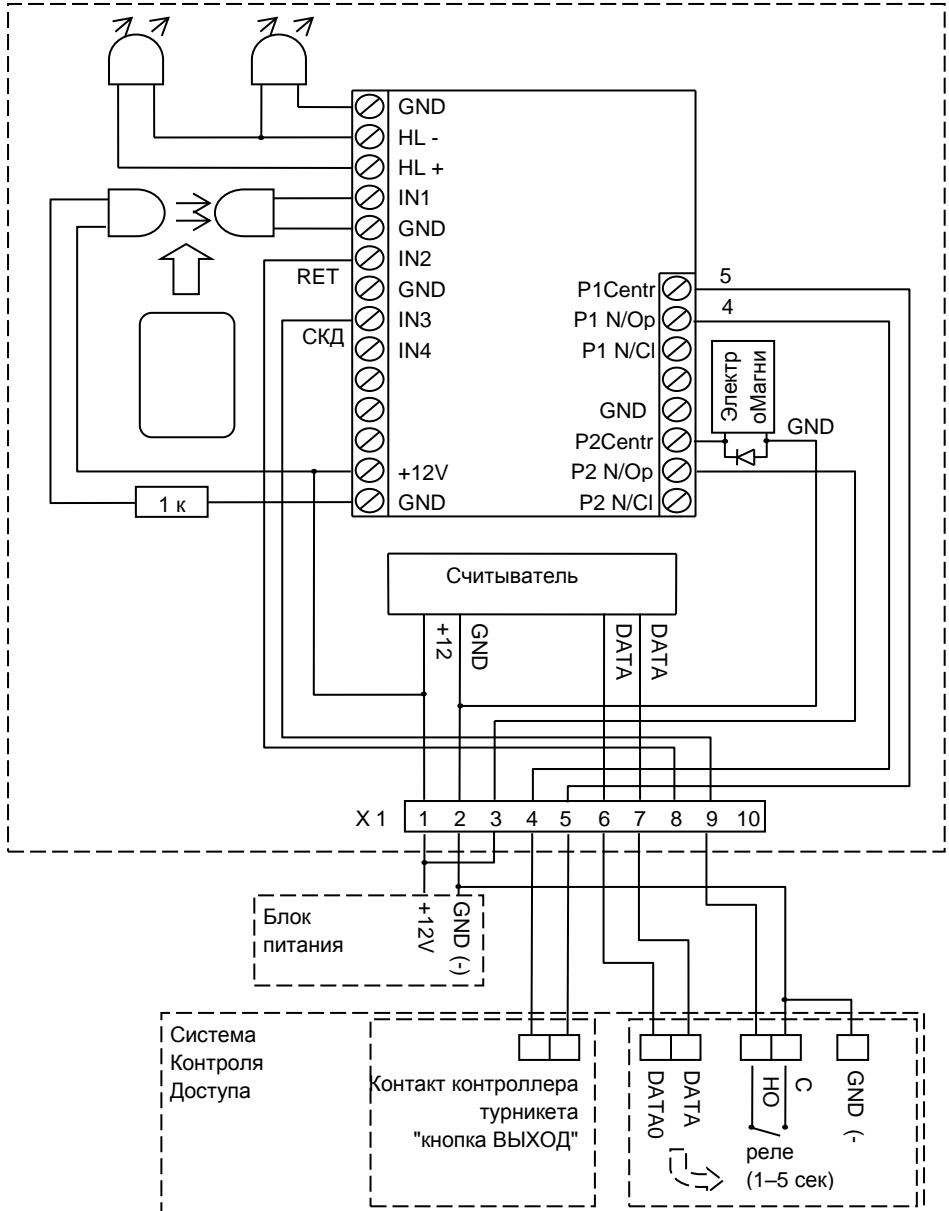 GND
HL -
HL +
IN1
GND
IN2
RET
GND
IN3
СКД
IN4
+12V
GND
1 к
P1Centr
5
P1 N/Op
4
P1 N/Cl
GND
P2Centr
P2 N/Op
P2 N/Cl
Электр
оМагни
GND
Считыватель
+12
GND
DATA
DATA
X 1
1 2 3 4 5 6 7 8 9 10
Блок
питания
+12V
GND (-)
Система
Контроля
Доступа
Контакт контроллера
турникета
"кнопка ВЫХОД"
DATA0
DATA
НО
С
GND (-
реле
(1–5 сек)